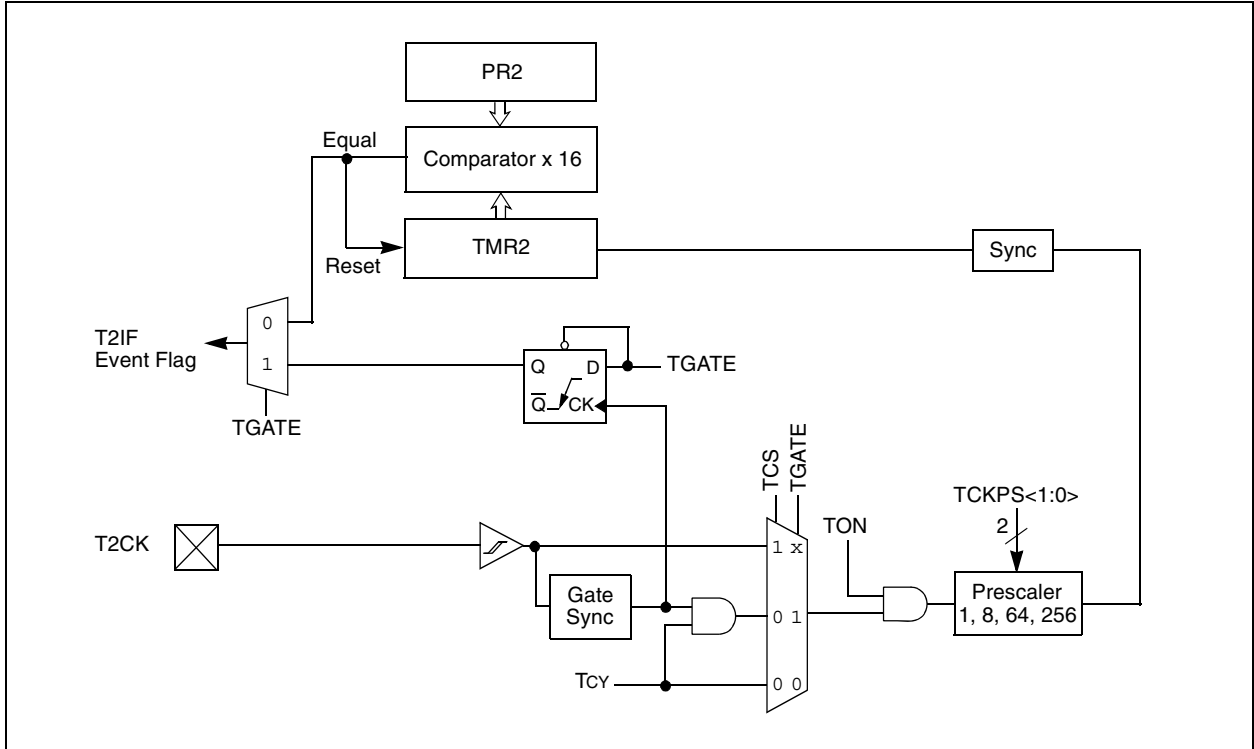 PR2
Equal
Comparator x 16
TMR2
Reset
Sync
T2IF
Event Flag
0
1
TGATE
Q
D
TGATE
Q̅
CK
TCS
TGATE
TCKPS<1:0>
2
TON
T2CK
1 x
Gate
Sync
0 1
Prescaler
1, 8, 64, 256
TCY
0 0